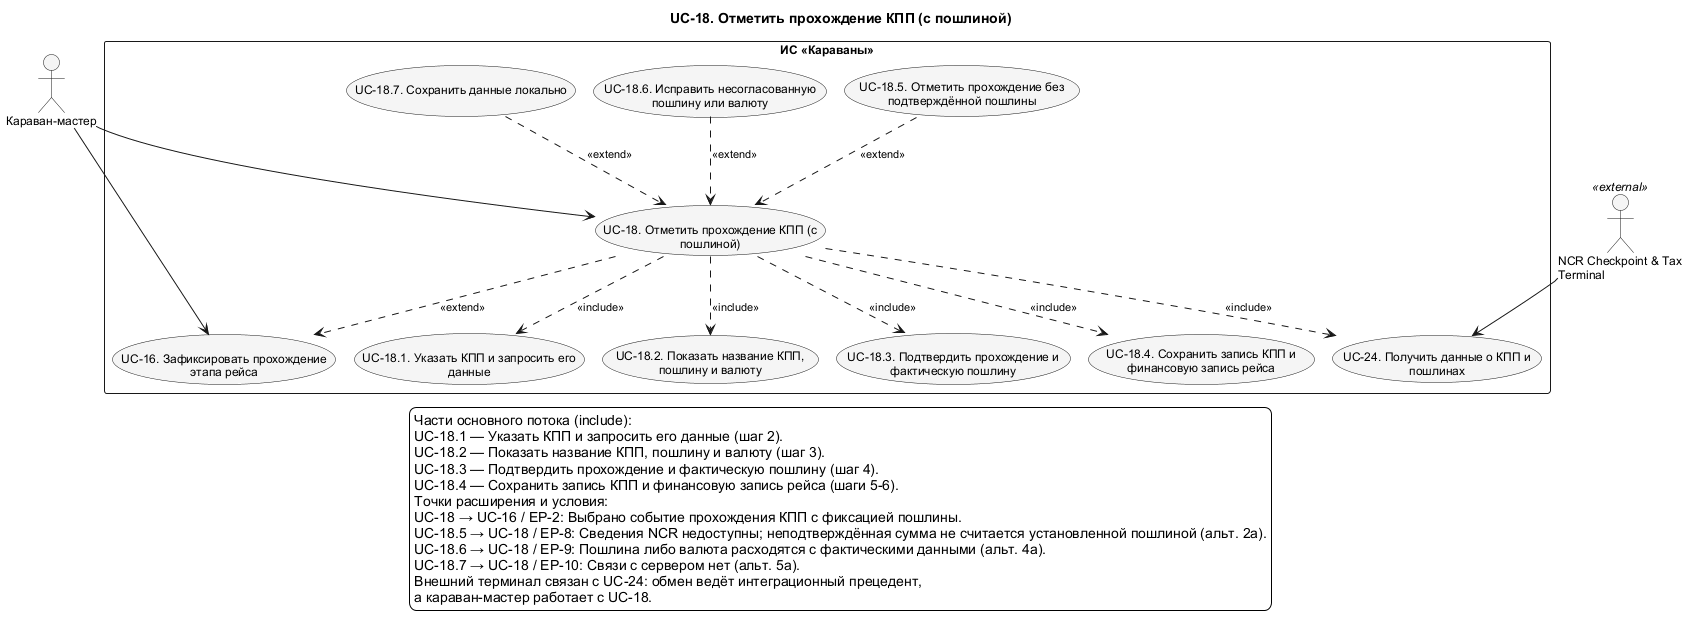 UC-18. Отметить прохождение КПП (с пошлиной)
ИС «Караваны»
Караван-мастер
UC-18.7. Сохранить данные локально
UC-18.6. Исправить несогласованную
пошлину или валюту
UC-18.5. Отметить прохождение без
подтверждённой пошлины
«extend»
«extend»
«extend»
«external»
NCR Checkpoint & Tax
Terminal
UC-18. Отметить прохождение КПП (с
пошлиной)
«extend»
«include»
«include»
«include»
«include»
«include»
UC-16. Зафиксировать прохождение
этапа рейса
UC-18.1. Указать КПП и запросить его
данные
UC-18.2. Показать название КПП,
пошлину и валюту
UC-18.3. Подтвердить прохождение и
фактическую пошлину
UC-18.4. Сохранить запись КПП и
финансовую запись рейса
UC-24. Получить данные о КПП и
пошлинах
Части основного потока (include):
UC-18.1 — Указать КПП и запросить его данные (шаг 2).
UC-18.2 — Показать название КПП, пошлину и валюту (шаг 3).
UC-18.3 — Подтвердить прохождение и фактическую пошлину (шаг 4).
UC-18.4 — Сохранить запись КПП и финансовую запись рейса (шаги 5-6).
Точки расширения и условия:
UC-18 → UC-16 / EP-2: Выбрано событие прохождения КПП с фиксацией пошлины.
UC-18.5 → UC-18 / EP-8: Сведения NCR недоступны; неподтверждённая сумма не считается установленной пошлиной (альт. 2а).
UC-18.6 → UC-18 / EP-9: Пошлина либо валюта расходятся с фактическими данными (альт. 4а).
UC-18.7 → UC-18 / EP-10: Связи с сервером нет (альт. 5а).
Внешний терминал связан с UC-24: обмен ведёт интеграционный прецедент,
а караван-мастер работает с UC-18.